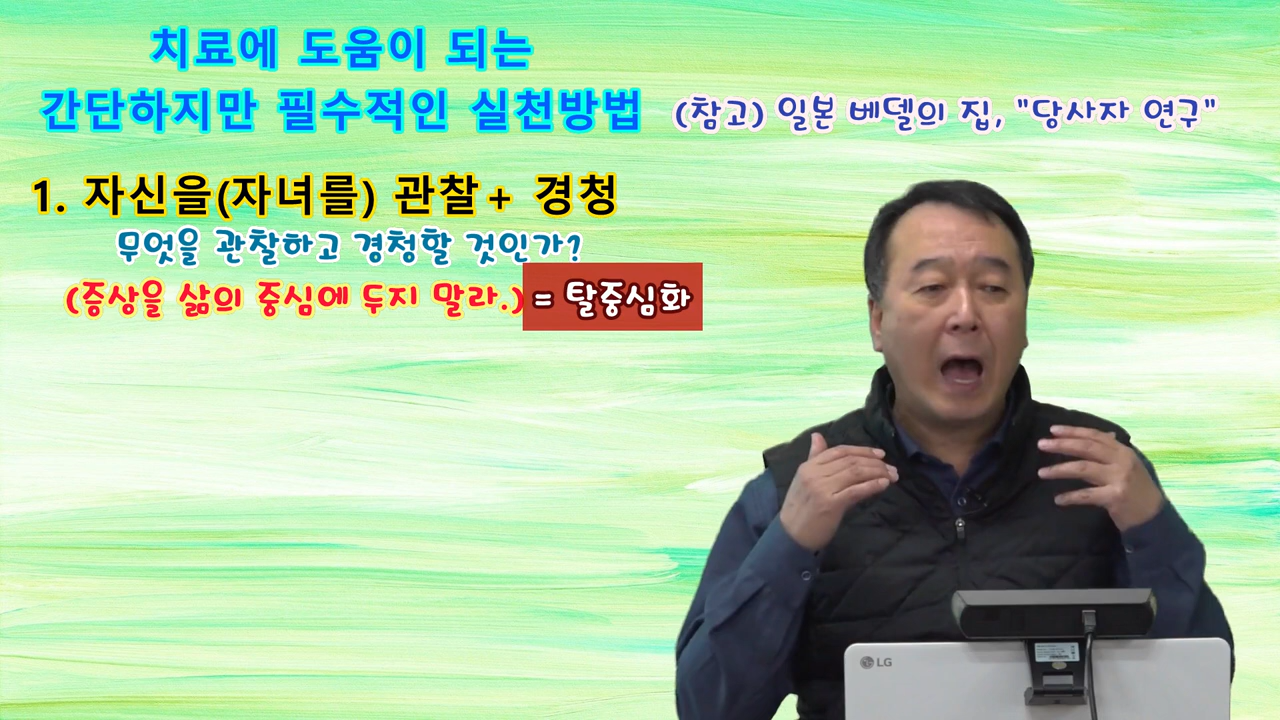 치료에 도움이 되는
간단하지만 필수적인 실천방법 (참고) 일본 베델의 집, "당사자 연구"
1. 자신을(자녀를) 관찰+ 경청
무엇을 관찰하고 경청할 것인가?
(증상을 삶의 중심에 두지 말라.) = 탈중심화
LG